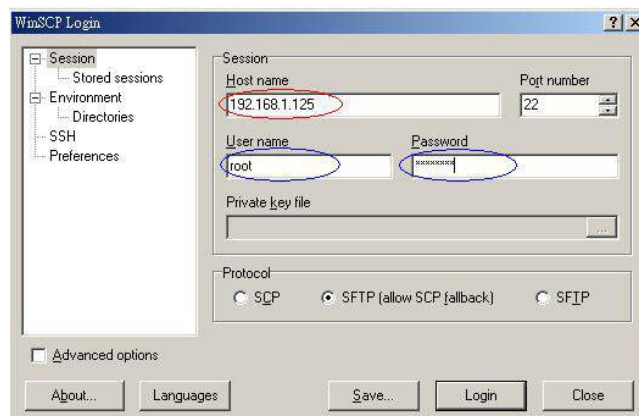 WinSCP Login
Session
Stored sessions
Environment
Directories
SSH
Preferences
Session
Host name
Port number
192.168.1.125
22
User name
Password
root
********
Private key file
...
Protocol
SCP
SFTP (allow SCP fallback)
SFTP
Advanced options
About...
Languages
Save...
Login
Close